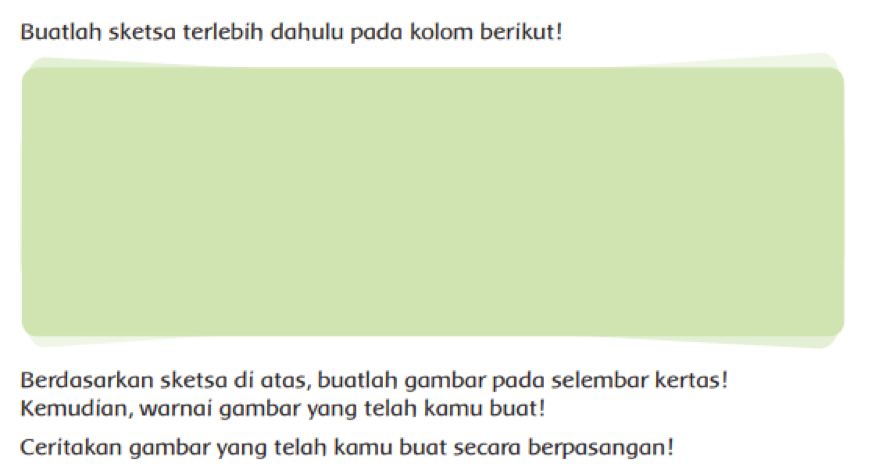 Buatlah sketsa terlebih dahulu pada kolom berikut!
Berdasarkan sketsa di atas, buatlah gambar pada selembar kertas!
Kemudian, warnai gambar yang telah kamu buat!
Ceritakan gambar yang telah kamu buat secara berpasangan!